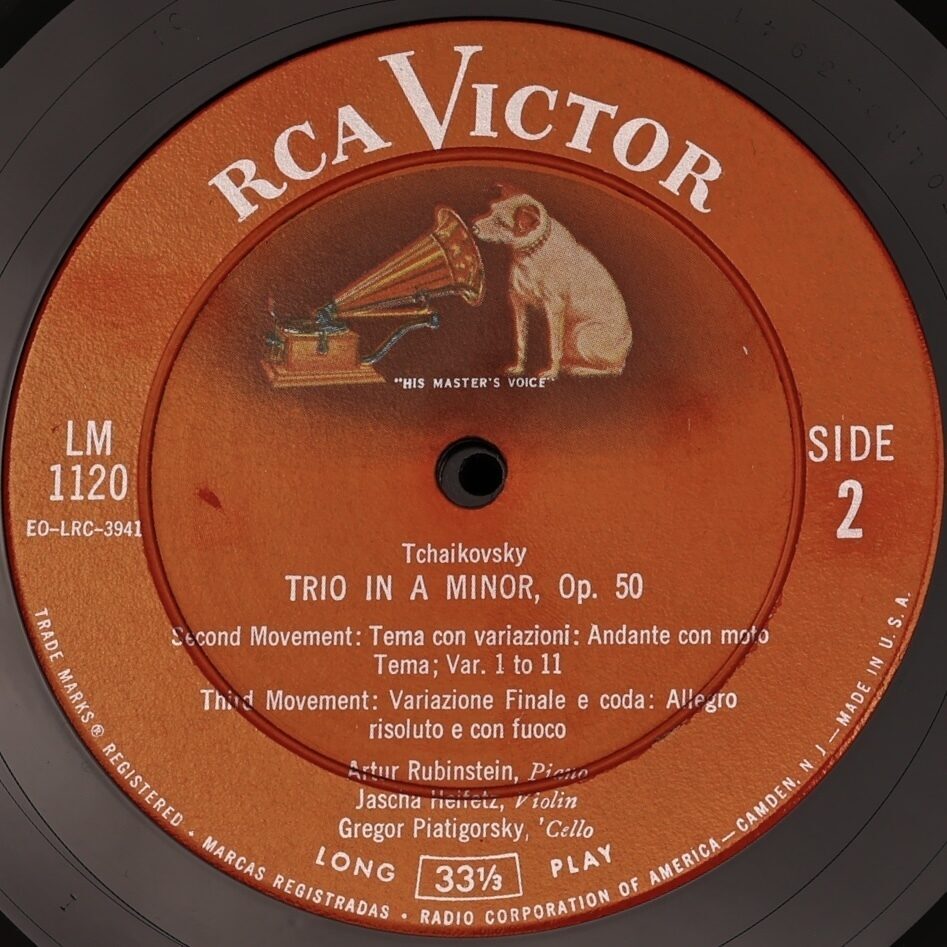 RCA VICTOR
"HIS MASTER'S VOICE"
LM
1120
EO-LRC-3941
SIDE
2
Tchaikovsky
TRIO IN A MINOR, Op. 50
Second Movement: Tema con variazioni: Andante con moto
Tema; Var. 1 to 11
Third Movement: Variazione Finale e coda: Allegro
risoluto e con fuoco
Artur Rubinstein, Piano
Jascha Heifetz, Violin
Gregor Piatigorsky, 'Cello
LONG 33⅓ PLAY
TRADE MARKS® REGISTERED • MARCAS REGISTRADAS • RADIO CORPORATION OF AMERICA—CAMDEN, N. J.—MADE IN U. S. A.